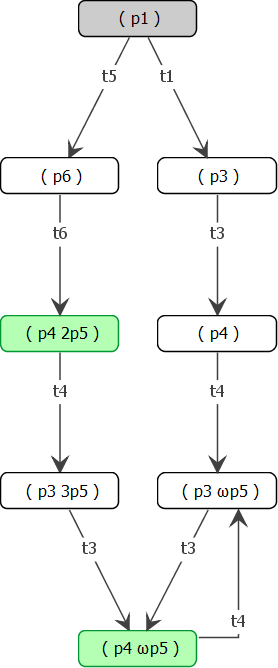 ( p1 )
t5
t1
( p6 )
( p3 )
t6
t3
( p4 2p5 )
( p4 )
t4
t4
( p3 3p5 )
( p3 ωp5 )
t3
t3
t4
( p4 ωp5 )